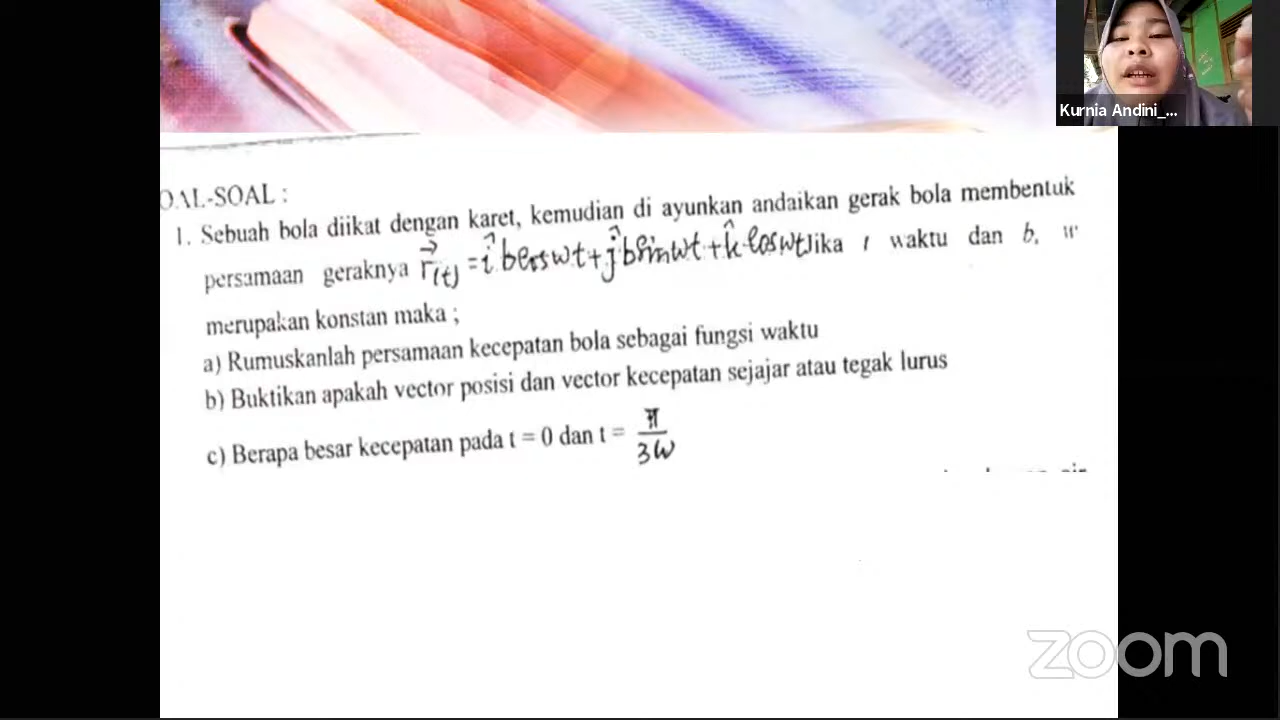 Kurnia Andini_...
OAL-SOAL :
1. Sebuah bola diikat dengan karet, kemudian di ayunkan andaikan gerak bola membentuk
persamaan geraknya r⃗(t) = î b cos wt + ĵ b sin wt + k̂ cos wt Jika t waktu dan b, w
merupakan konstan maka ;
a) Rumuskanlah persamaan kecepatan bola sebagai fungsi waktu
b) Buktikan apakah vector posisi dan vector kecepatan sejajar atau tegak lurus
c) Berapa besar kecepatan pada t = 0 dan t = π/3w
zoom